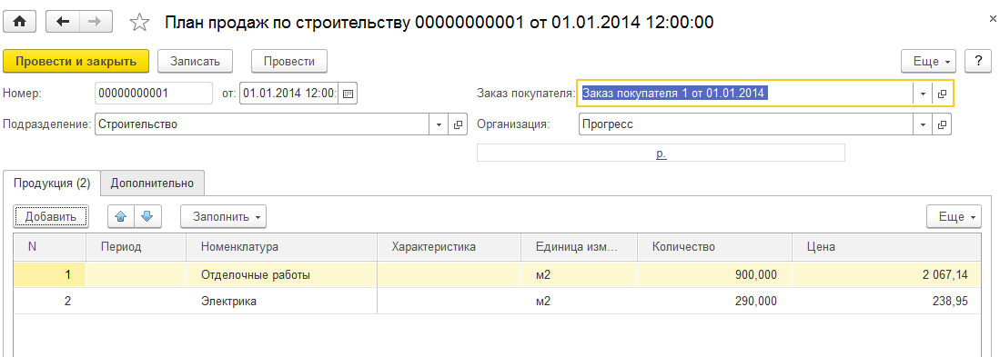 План продаж по строительству 00000000001 от 01.01.2014 12:00:00
Провести и закрыть Записать Провести Еще ?
Номер: 00000000001 от: 01.01.2014 12:00: Заказ покупателя: Заказ покупателя 1 от 01.01.2014
Подразделение: Строительство Организация: Прогресс
р.
Продукция (2) Дополнительно
Добавить Заполнить Еще
N Период Номенклатура Характеристика Единица изм... Количество Цена
1 Отделочные работы м2 900,000 2 067,14
2 Электрика м2 290,000 238,95